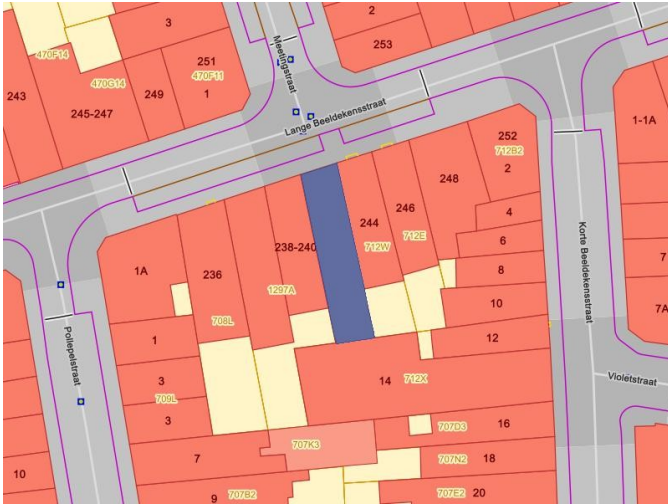 2
3
470F14
253
251
470F11
1
470G14
249
245-247
243
Meetingstraat
Lange Beeldekensstraat
1-1A
252
712B2
2
248
246
712E
244
712W
238-240
1297A
236
708L
1A
4
6
8
10
12
7
7A
Korte Beeldekensstraat
Pollepelstraat
Violetstraat
1
3
709L
3
14
712X
16
707D3
707K3
7
18
707N2
10
9
707B2
20
707E2